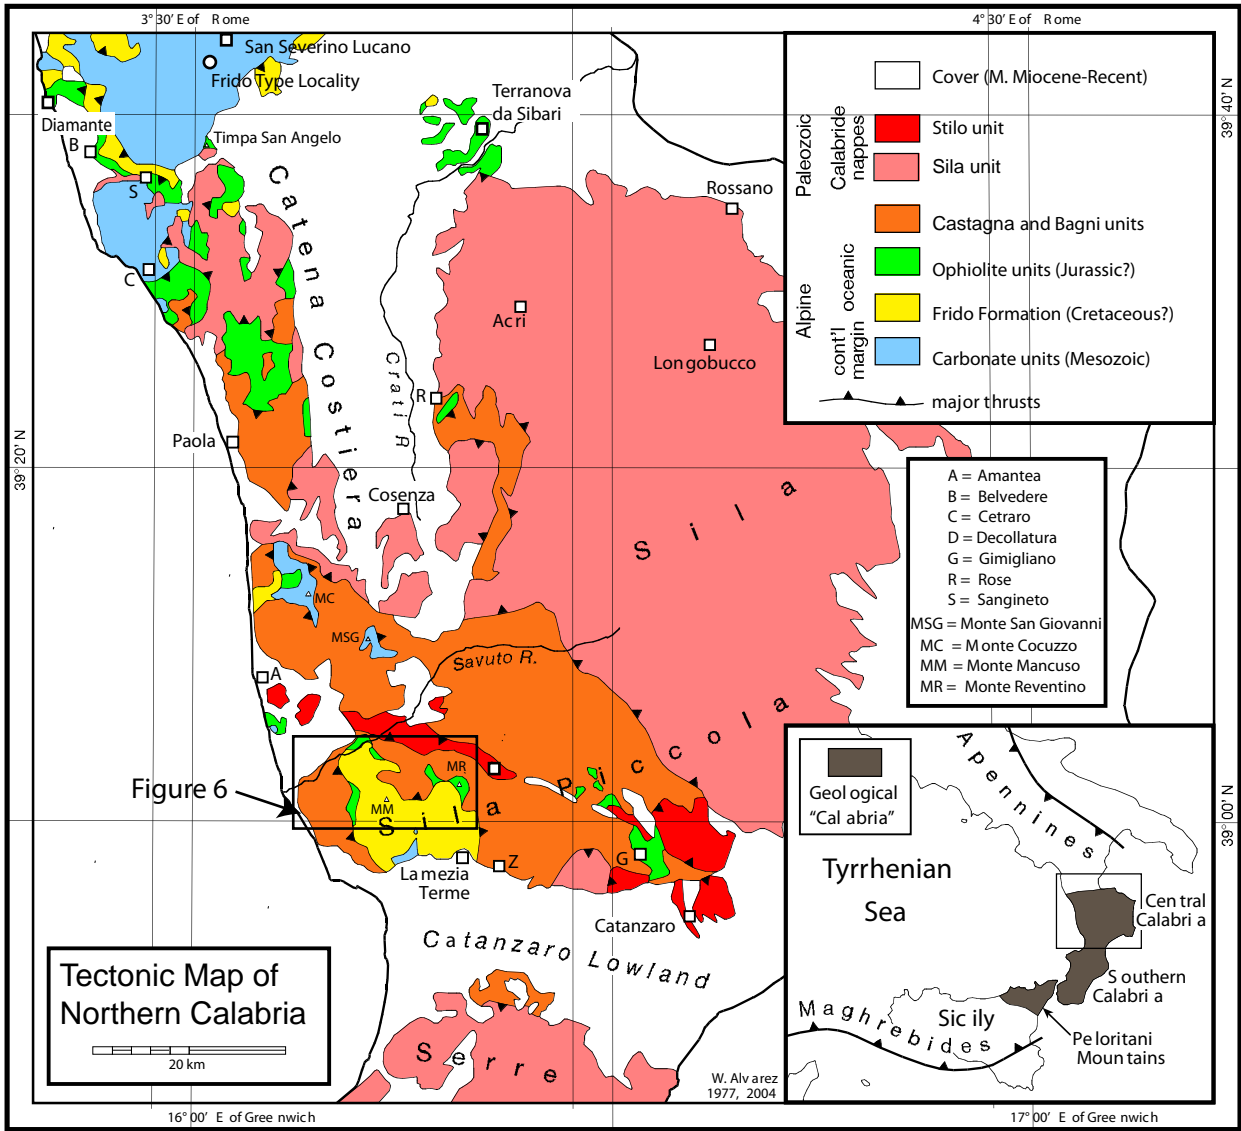 3° 30' E of Rome
4° 30' E of Rome
San Severino Lucano
Frido Type Locality
Terranova
da Sibari
Diamante
B
Timpa San Angelo
S
C
Catena Costiera
Rossano
Acri
Longobucco
Crati R
R
Paola
Cosenza
Sila
MC
MSG
Savuto R.
A
Figure 6
MR
MM
Sila Piccola
G
Z
Lamezia
Terme
Catanzaro
Catanzaro Lowland
Serre
W. Alvarez
1977, 2004
39° 40' N
39° 20' N
39° 00' N
16° 00' E of Greenwich
17° 00' E of Greenwich
Tectonic Map of
Northern Calabria
20 km
Cover (M. Miocene-Recent)
Paleozoic
Calabride
nappes
Stilo unit
Sila unit
Castagna and Bagni units
Alpine
oceanic
Ophiolite units (Jurassic?)
Frido Formation (Cretaceous?)
cont'l
margin
Carbonate units (Mesozoic)
major thrusts
A = Amantea
B = Belvedere
C = Cetraro
D = Decollatura
G = Gimigliano
R = Rose
S = Sangineto
MSG = Monte San Giovanni
MC = Monte Cocuzzo
MM = Monte Mancuso
MR = Monte Reventino
Geological
"Calabria"
Apennines
Tyrrhenian
Sea
Central
Calabria
Southern
Calabria
Sicily
Maghrebides
Peloritani
Mountains